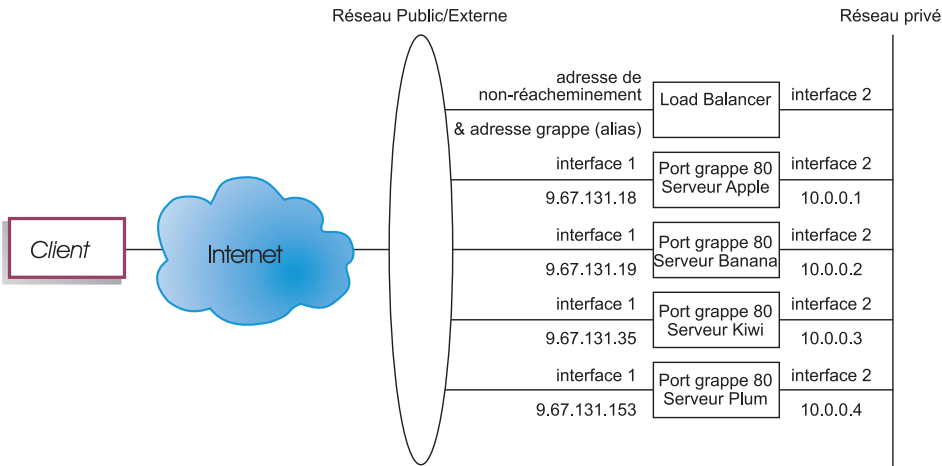 Réseau Public/Externe
Réseau privé
adresse de
non-réacheminement
& adresse grappe (alias)
Load Balancer
interface 2
interface 1
9.67.131.18
Port grappe 80
Serveur Apple
interface 2
10.0.0.1
Client
Internet
interface 1
9.67.131.19
Port grappe 80
Serveur Banana
interface 2
10.0.0.2
interface 1
9.67.131.35
Port grappe 80
Serveur Kiwi
interface 2
10.0.0.3
interface 1
9.67.131.153
Port grappe 80
Serveur Plum
interface 2
10.0.0.4